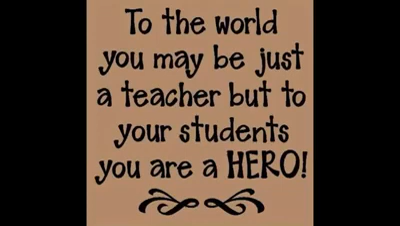 To the world
you may be just
a teacher but to
your students
you are a HERO!